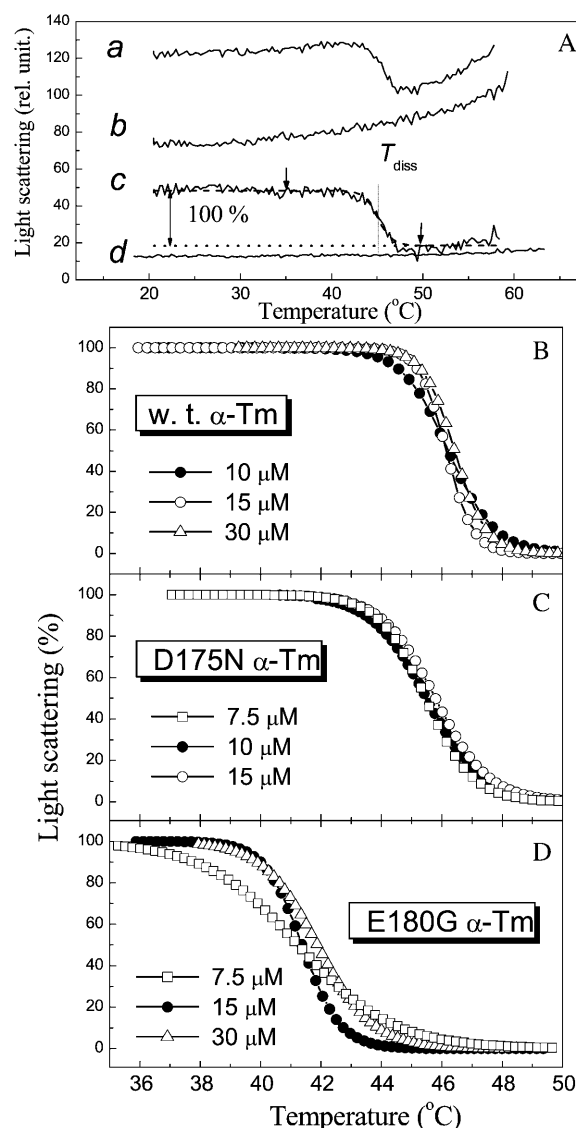 A
140
120
100
80
60
40
20
0
Light scattering (rel. unit.)
a
b
c
d
T diss
100 %
20
30
40
50
60
Temperature (°C)
B
100
80
60
40
20
0
w. t. α-Tm
10 μM
15 μM
30 μM
C
100
80
60
40
20
0
D175N α-Tm
7.5 μM
10 μM
15 μM
Light scattering (%)
D
100
80
60
40
20
0
E180G α-Tm
7.5 μM
15 μM
30 μM
36
38
40
42
44
46
48
50
Temperature (°C)